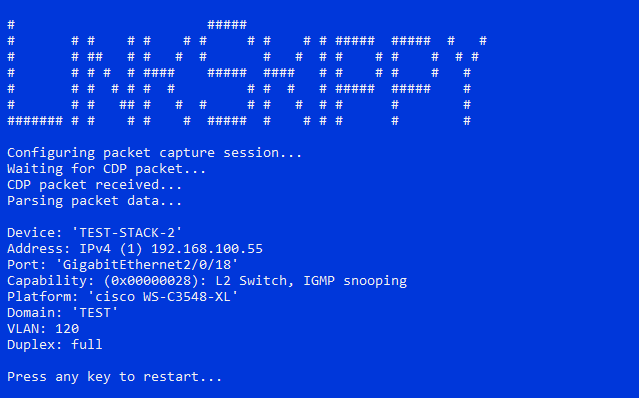 LINKSKIPPY
Configuring packet capture session...
Waiting for CDP packet...
CDP packet received...
Parsing packet data...
Device: 'TEST-STACK-2'
Address: IPv4 (1) 192.168.100.55
Port: 'GigabitEthernet2/0/18'
Capability: (0x00000028): L2 Switch, IGMP snooping
Platform: 'cisco WS-C3548-XL'
Domain: 'TEST'
VLAN: 120
Duplex: full
Press any key to restart...